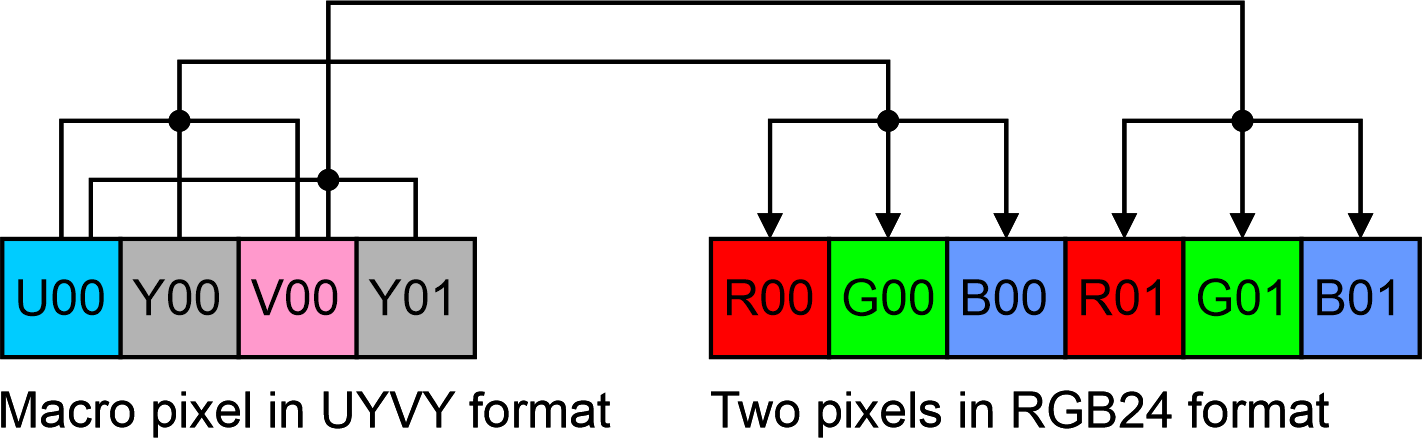 U00 Y00 V00 Y01 R00 G00 B00 R01 G01 B01
Macro pixel in UYVY format Two pixels in RGB24 format